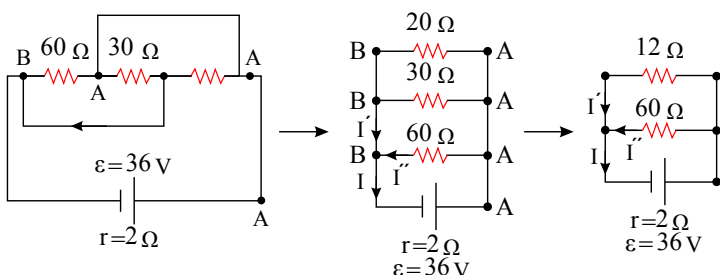 60 Ω 30 Ω
B A A
ε=36 V
r=2 Ω
A
20 Ω
B A
30 Ω
B A
I′
60 Ω
B A
I I″
A
r=2 Ω
ε=36 V
12 Ω
I′
60 Ω
I I″
r=2 Ω
ε=36 V